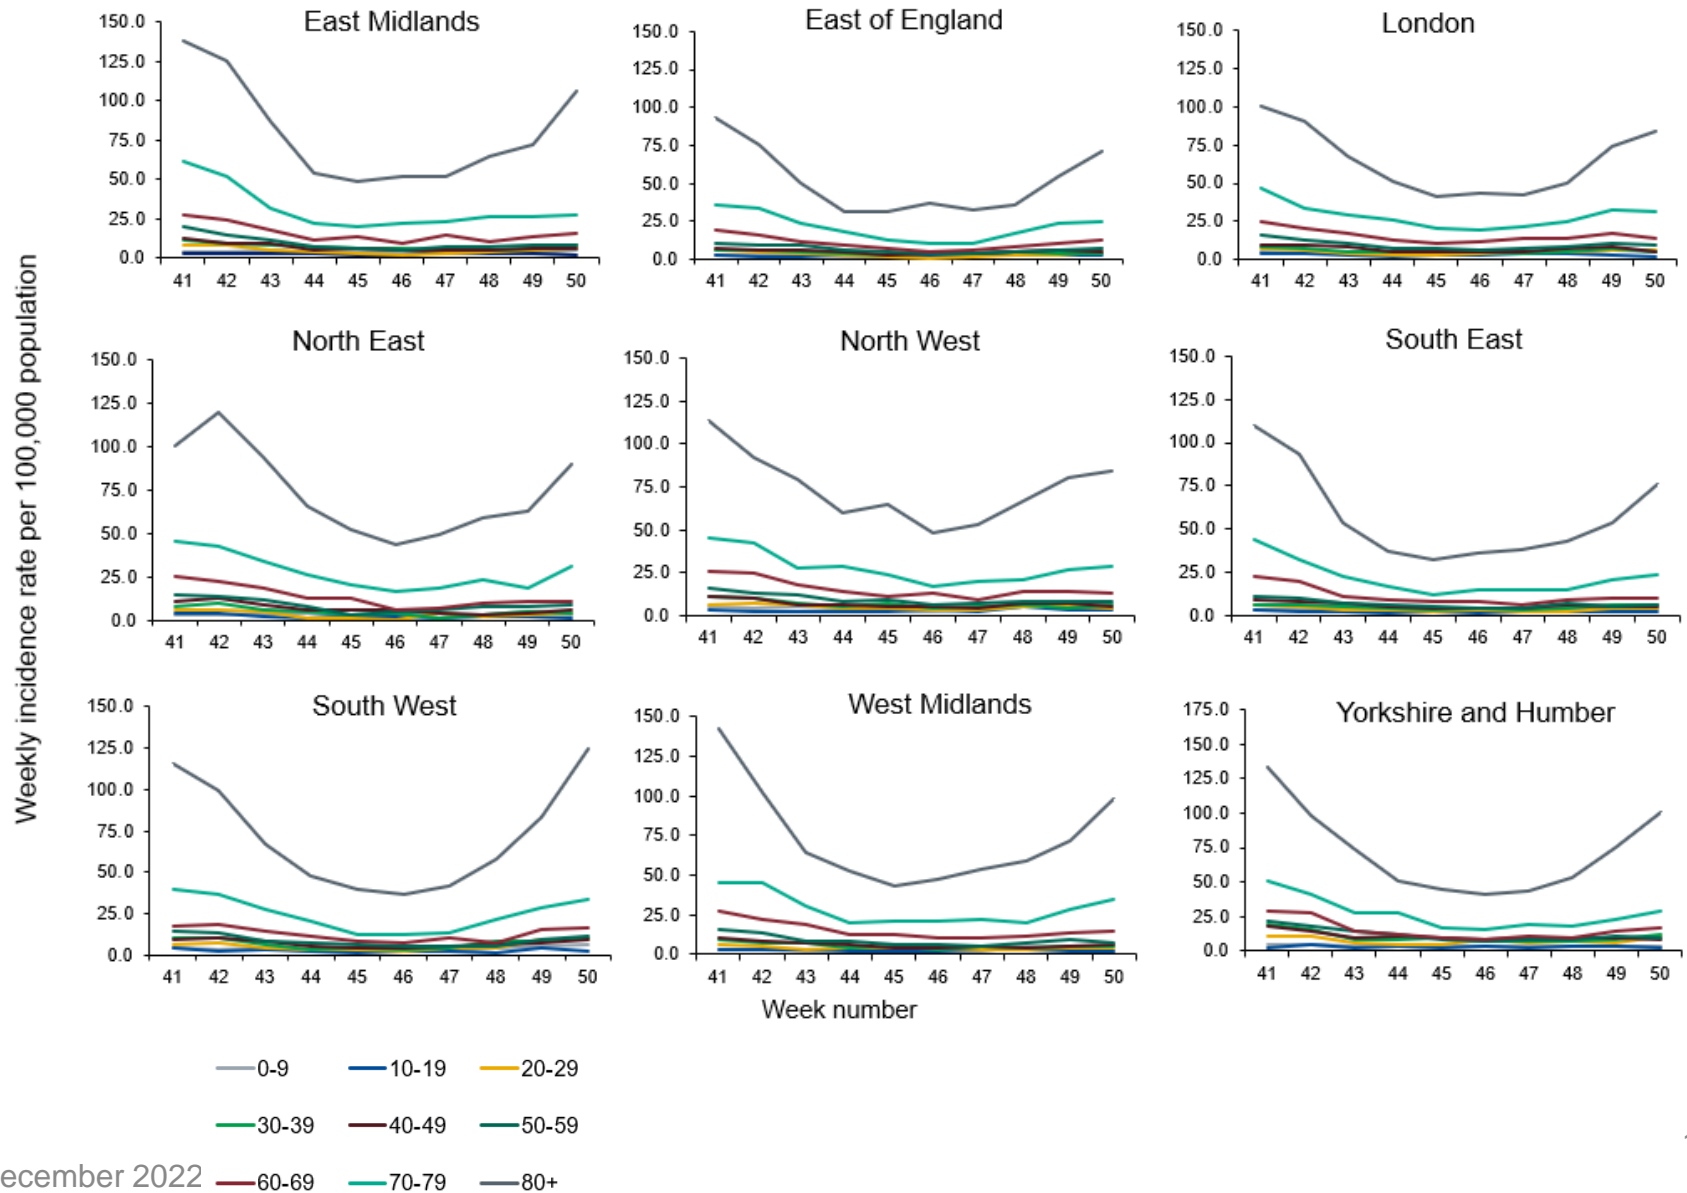 East Midlands
150.0
125.0
100.0
75.0
50.0
25.0
0.0
41 42 43 44 45 46 47 48 49 50
East of England
150.0
125.0
100.0
75.0
50.0
25.0
0.0
41 42 43 44 45 46 47 48 49 50
London
150.0
125.0
100.0
75.0
50.0
25.0
0.0
41 42 43 44 45 46 47 48 49 50
Weekly incidence rate per 100,000 population
North East
150.0
125.0
100.0
75.0
50.0
25.0
0.0
41 42 43 44 45 46 47 48 49 50
North West
150.0
125.0
100.0
75.0
50.0
25.0
0.0
41 42 43 44 45 46 47 48 49 50
South East
150.0
125.0
100.0
75.0
50.0
25.0
0.0
41 42 43 44 45 46 47 48 49 50
South West
150.0
125.0
100.0
75.0
50.0
25.0
0.0
41 42 43 44 45 46 47 48 49 50
West Midlands
150.0
125.0
100.0
75.0
50.0
25.0
0.0
41 42 43 44 45 46 47 48 49 50
Yorkshire and Humber
175.0
150.0
125.0
100.0
75.0
50.0
25.0
0.0
41 42 43 44 45 46 47 48 49 50
Week number
0-9 10-19 20-29
30-39 40-49 50-59
60-69 70-79 80+
ecember 2022